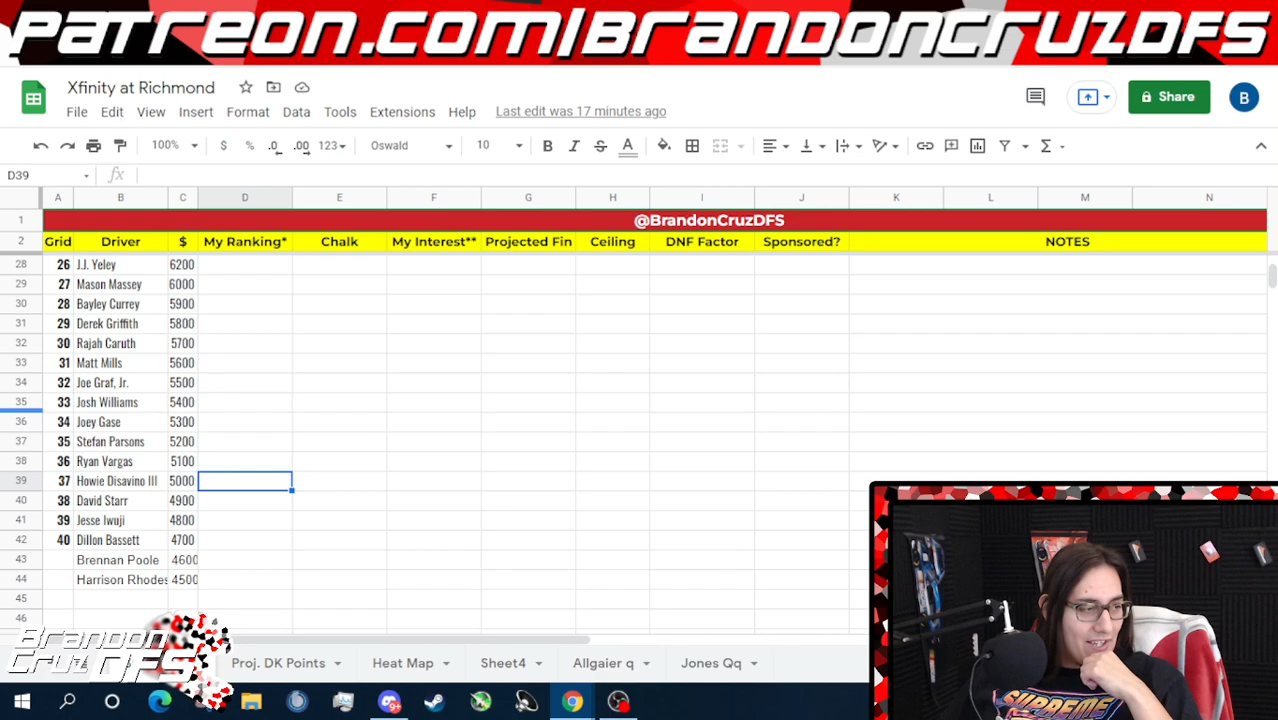 PATREON.COM/BRANDONCRUZDFS
Xfinity at Richmond
File Edit View Insert Format Data Tools Extensions Help Last edit was 17 minutes ago
Share
B
100% $ % .0 .00 123 Oswald 10 B I S A
D39 fx
A B C D E F G H I J K L M N
1 @BrandonCruzDFS
2 Grid Driver $ My Ranking* Chalk My Interest** Projected Fin Ceiling DNF Factor Sponsored? NOTES
28 26 J.J. Yeley 6200
29 27 Mason Massey 6000
30 28 Bayley Currey 5900
31 29 Derek Griffith 5800
32 30 Rajah Caruth 5700
33 31 Matt Mills 5600
34 32 Joe Graf, Jr. 5500
35 33 Josh Williams 5400
36 34 Joey Gase 5300
37 35 Stefan Parsons 5200
38 36 Ryan Vargas 5100
39 37 Howie Disavino III 5000
40 38 David Starr 4900
41 39 Jesse Iwuji 4800
42 40 Dillon Bassett 4700
43 Brennan Poole 4600
44 Harrison Rhodes 4500
45
46
Brandon
Cruz DFS
Proj. DK Points Heat Map Sheet4 Allgaier q Jones Qq
9+
SUPREME